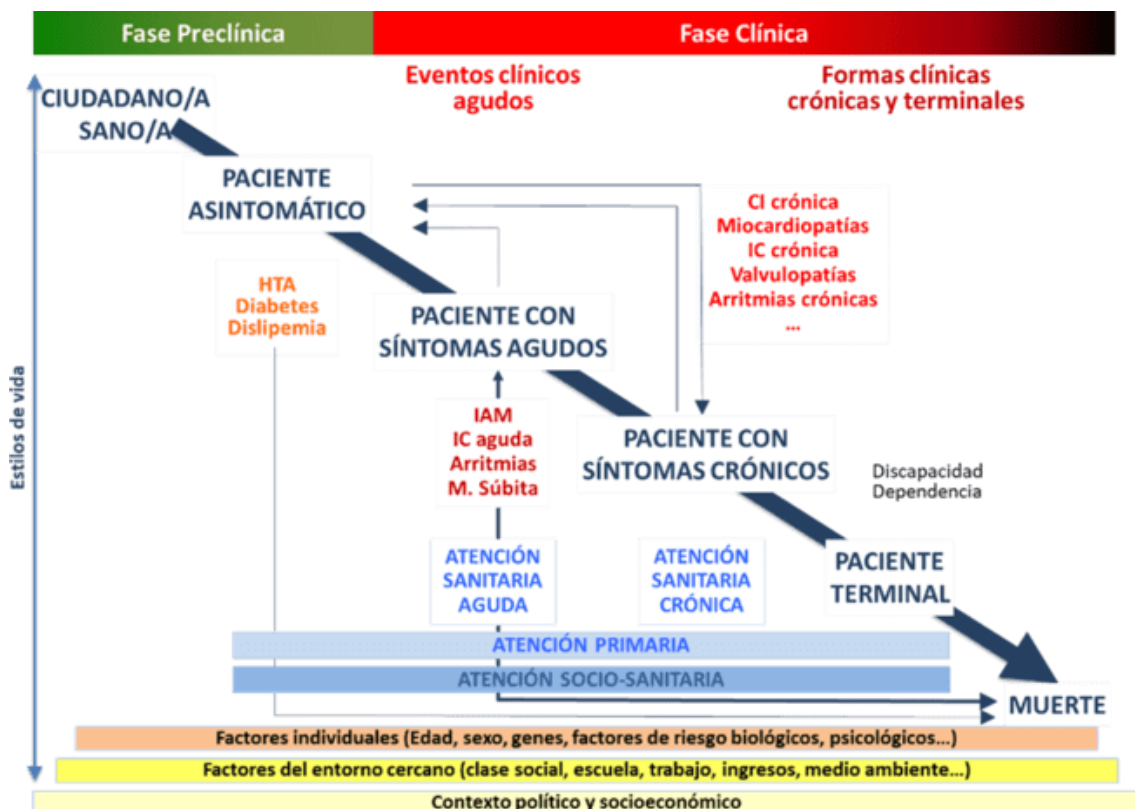 Fase Preclínica
Fase Clínica
Eventos clínicos
agudos
Formas clínicas
crónicas y terminales
CIUDADANO/A
SANO/A
PACIENTE
ASINTOMÁTICO
CI crónica
Miocardiopatías
IC crónica
Valvulopatías
Arritmias crónicas
...
HTA
Diabetes
Dislipemia
PACIENTE CON
SÍNTOMAS AGUDOS
Estilos de vida
IAM
IC aguda
Arritmias
M. Súbita
PACIENTE CON
SÍNTOMAS CRÓNICOS
Discapacidad
Dependencia
ATENCIÓN
SANITARIA
AGUDA
ATENCIÓN
SANITARIA
CRÓNICA
PACIENTE
TERMINAL
ATENCIÓN PRIMARIA
ATENCIÓN SOCIO-SANITARIA
MUERTE
Factores individuales (Edad, sexo, genes, factores de riesgo biológicos, psicológicos...)
Factores del entorno cercano (clase social, escuela, trabajo, ingresos, medio ambiente...)
Contexto político y socioeconómico